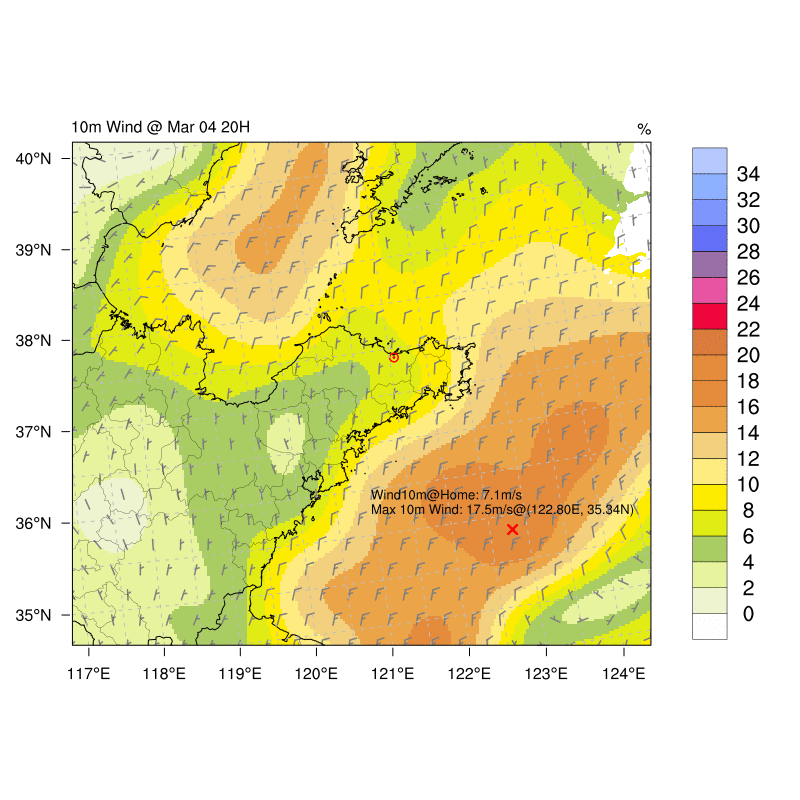 10m Wind @ Mar 04 20H
%
40°N
39°N
38°N
37°N
36°N
35°N
117°E
118°E
119°E
120°E
121°E
122°E
123°E
124°E
Wind10m@Home: 7.1m/s
Max 10m Wind: 17.5m/s@(122.80E, 35.34N)
34
32
30
28
26
24
22
20
18
16
14
12
10
8
6
4
2
0